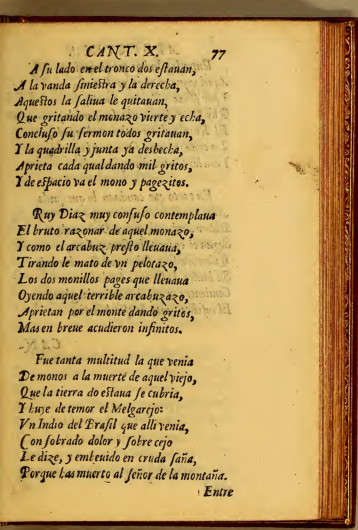 CANT. X. 77
A ſu lado en el tronco dos eſtauan,
A la vanda ſinieſtra y la derecha,
Aqueſtos la ſaliua le quitauan,
Que gritando el monazo vierte y echa,
Concluſo ſu ſermon todos gritauan,
Y la quadrilla y junta ya deshecha,
Aprieta cada qual dando mil gritos,
Y de eſpacio va el mono y pagezitos.
Ruy Diaz muy confuſo contemplaua
El bruto razonar de aquel monazo,
Y como el arcabuz preſto lleuaua,
Tirando le mato de vn pelotazo,
Los dos monillos pages que lleuaua
Oyendo aquel terrible arcabuzazo,
Aprietan por el monte dando gritos,
Mas en breue acudieron infinitos.
Fue tanta multitud la que venia
De monos a la muerte de aquel viejo,
Que la tierra do eſtaua ſe cubria,
Y huye de temor el Melgarejo:
Vn Indio del Braſil que alli venia,
Con ſobrado dolor y ſobre cejo
Le dize, y embeuido en cruda ſaña,
Porque has muerto al ſeñor de la montaña.
Entre